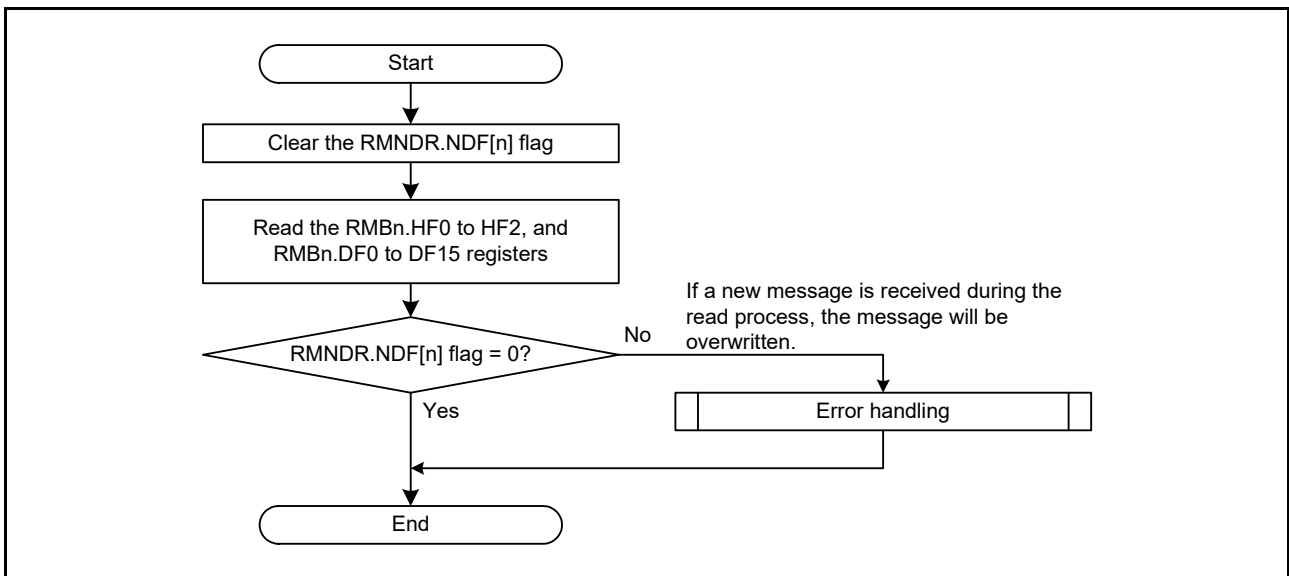 Start
Clear the RMNDR.NDF[n] flag
Read the RMBn.HF0 to HF2, and
RMBn.DF0 to DF15 registers
If a new message is received during the
read process, the message will be
overwritten.
No
RMNDR.NDF[n] flag = 0?
Yes
Error handling
End